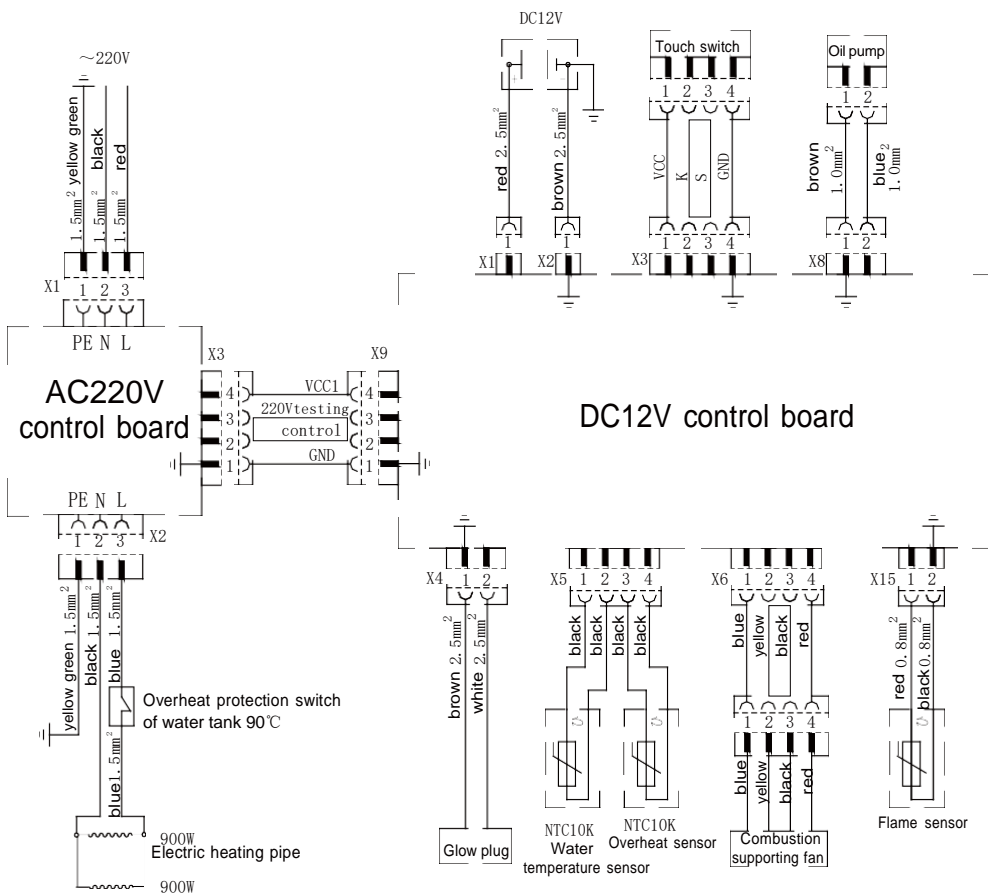 DC12V
+
-
Touch switch
1 2 3 4
VCC
K
S
GND
1 2 3 4
X3
Oil pump
1 2
brown
1.0mm²
blue
1.0mm²
1 2
X8
red 2.5mm²
brown 2.5mm²
1
X1
1
X2
～220V
1.5mm² yellow green
1.5mm² black
1.5mm² red
X1 1 2 3
PE N L
AC220V
control board
X3
4
3
2
1
VCC1
220Vtesting
control
GND
X9
4
3
2
1
DC12V control board
PE N L
1 2 3 X2
yellow green 1.5mm²
black 1.5mm²
blue 1.5mm²
Overheat protection switch
of water tank 90℃
blue1.5mm²
900W
Electric heating pipe
900W
X4 1 2
brown 2.5mm²
white 2.5mm²
Glow plug
X5 1 2 3 4
black
black
black
black
NTC10K
Water
temperature sensor
NTC10K
Overheat sensor
X6 1 2 3 4
blue
yellow
black
red
1 2 3 4
blue
yellow
black
red
Combustion
supporting fan
X15 1 2
red 0.8mm²
black0.8mm²
Flame sensor